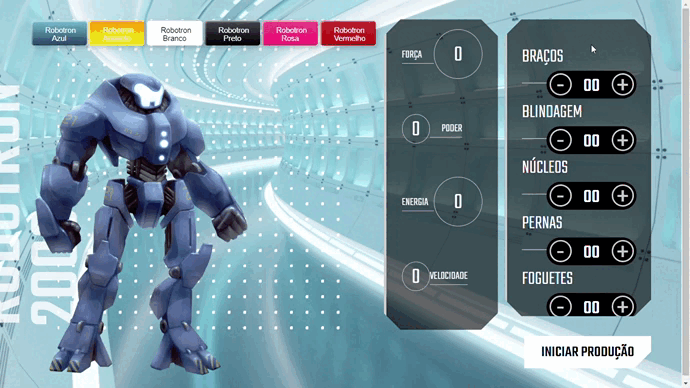 Robotron
Azul
Robotron
Amarelo
Robotron
Branco
Robotron
Preto
Robotron
Rosa
Robotron
Vermelho
ROBOTRON
200
FORÇA
0
0
PODER
ENERGIA
0
0
VELOCIDADE
BRAÇOS
- 00 +
BLINDAGEM
- 00 +
NÚCLEOS
- 00 +
PERNAS
- 00 +
FOGUETES
- 00 +
INICIAR PRODUÇÃO